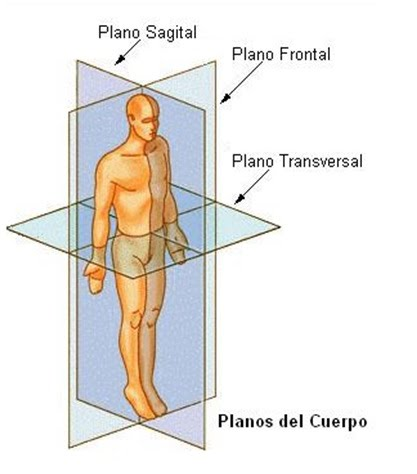 Plano Sagital
Plano Frontal
Plano Transversal
Planos del Cuerpo